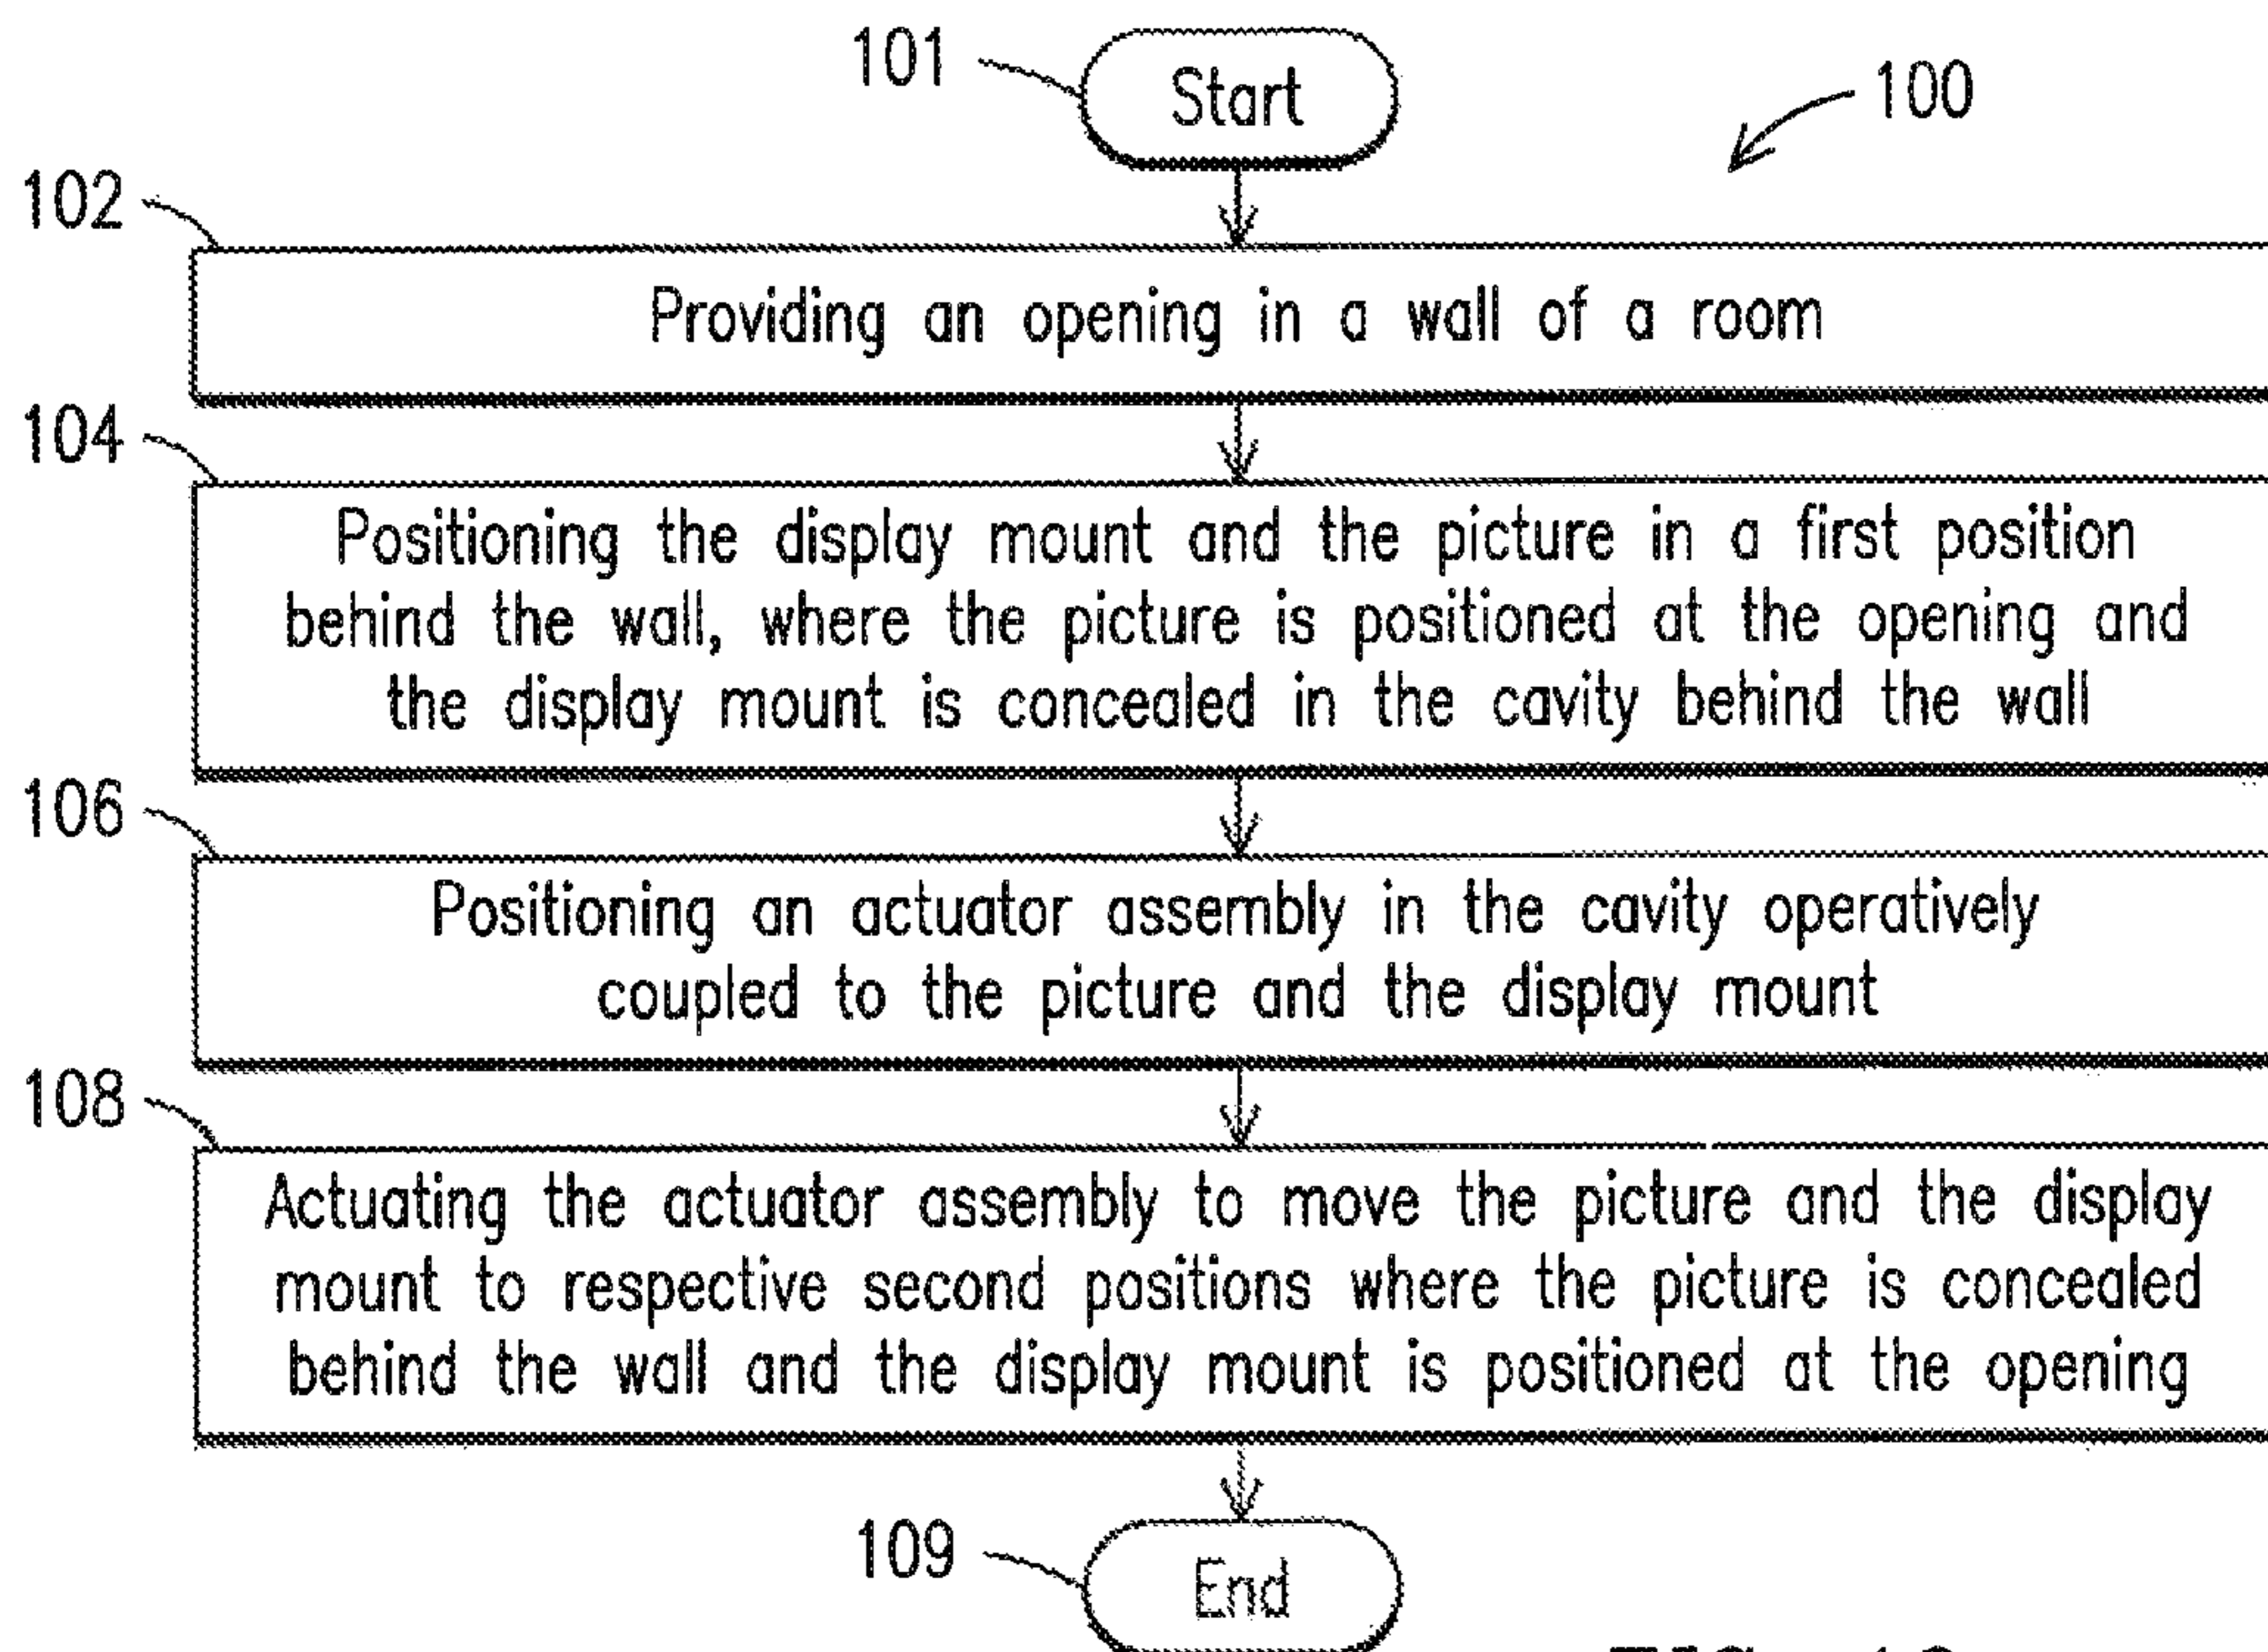 101
Start
100
102
Providing an opening in a wall of a room
104
Positioning the display mount and the picture in a first position
behind the wall, where the picture is positioned at the opening and
the display mount is concealed in the cavity behind the wall
106
Positioning an actuator assembly in the cavity operatively
coupled to the picture and the display mount
108
Actuating the actuator assembly to move the picture and the display
mount to respective second positions where the picture is concealed
behind the wall and the display mount is positioned at the opening
109
End